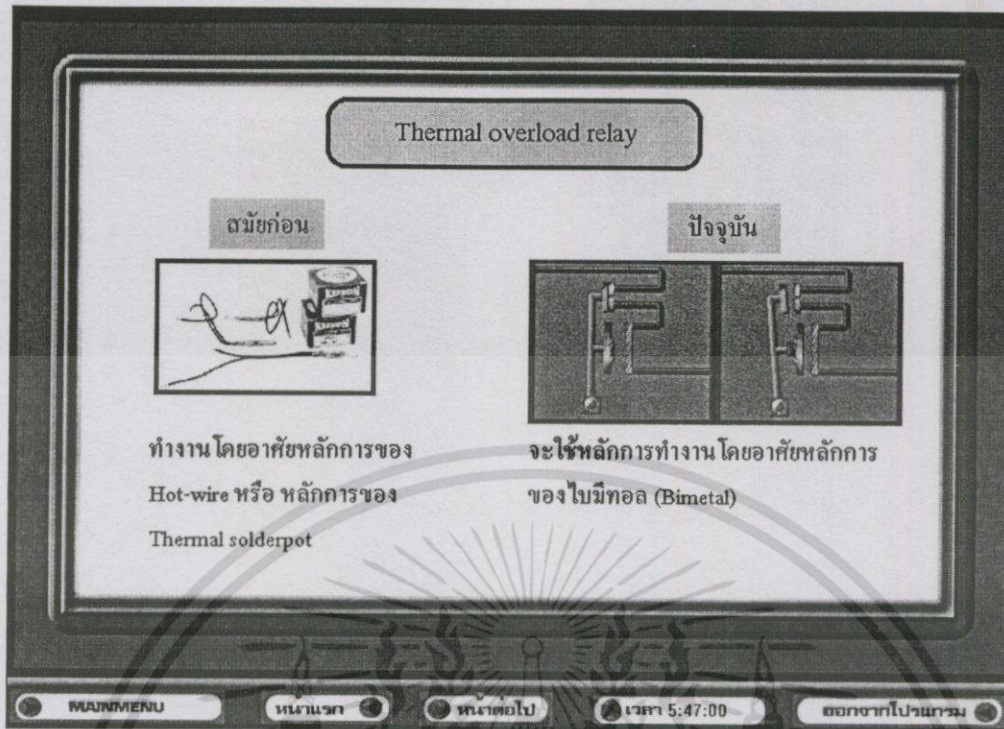 Thermal overload relay
สมัยก่อน
ปัจจุบัน
ทำงานโดยอาศัยหลักการของ
Hot-wire หรือ หลักการของ
Thermal solderpot
จะใช้หลักการทำงานโดยอาศัยหลักการ
ของไบมีทอล (Bimetal)
MAINMENU
หน้าแรก
หน้าต่อไป
เวลา 5:47:00
ออกจากโปรแกรม